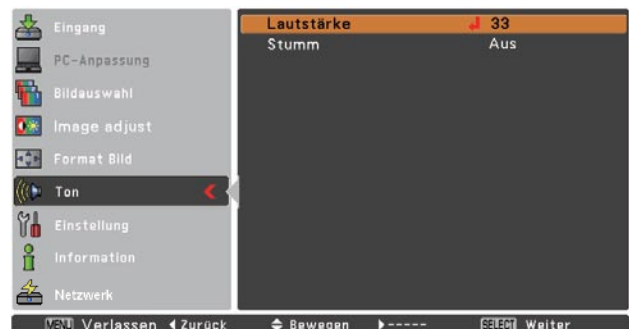 Eingang
PC-Anpassung
Bildauswahl
Image adjust
Format Bild
Ton
Einstellung
Information
Netzwerk
Lautstärke 33
Stumm Aus
MENU Verlassen Zurück Bewegen ----- SELECT Weiter